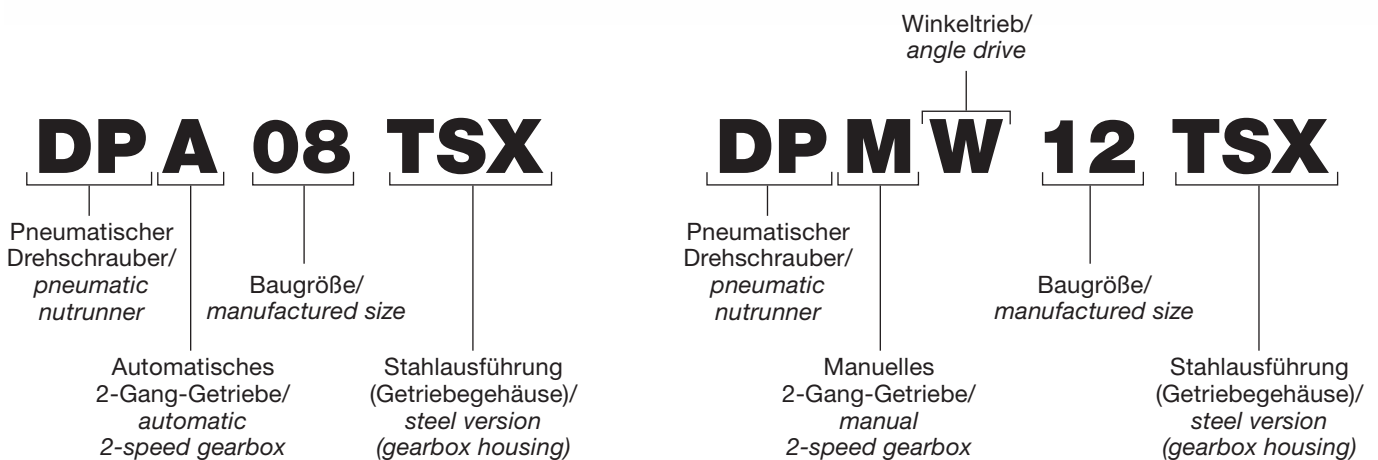 Winkeltrieb/
angle drive
DPA 08 TSX
DPMW 12 TSX
Pneumatischer
Drehschrauber/
pneumatic
nutrunner
Baugröße/
manufactured size
Automatisches
2-Gang-Getriebe/
automatic
2-speed gearbox
Stahlausführung
(Getriebegehäuse)/
steel version
(gearbox housing)
Pneumatischer
Drehschrauber/
pneumatic
nutrunner
Baugröße/
manufactured size
Manuelles
2-Gang-Getriebe/
manual
2-speed gearbox
Stahlausführung
(Getriebegehäuse)/
steel version
(gearbox housing)